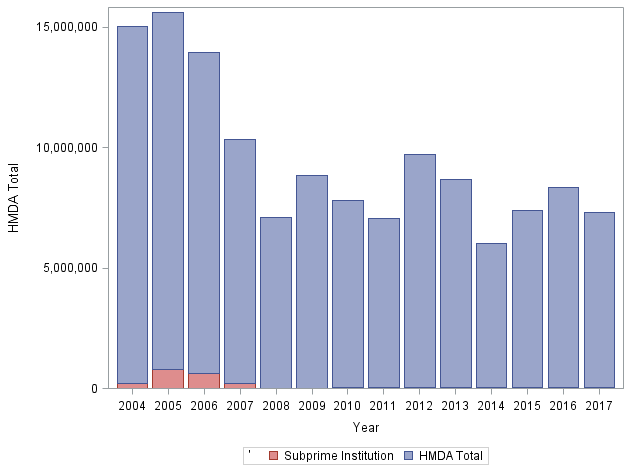 15,000,000
10,000,000
5,000,000
0
HMDA Total
2004 2005 2006 2007 2008 2009 2010 2011 2012 2013 2014 2015 2016 2017
Year
' Subprime Institution HMDA Total